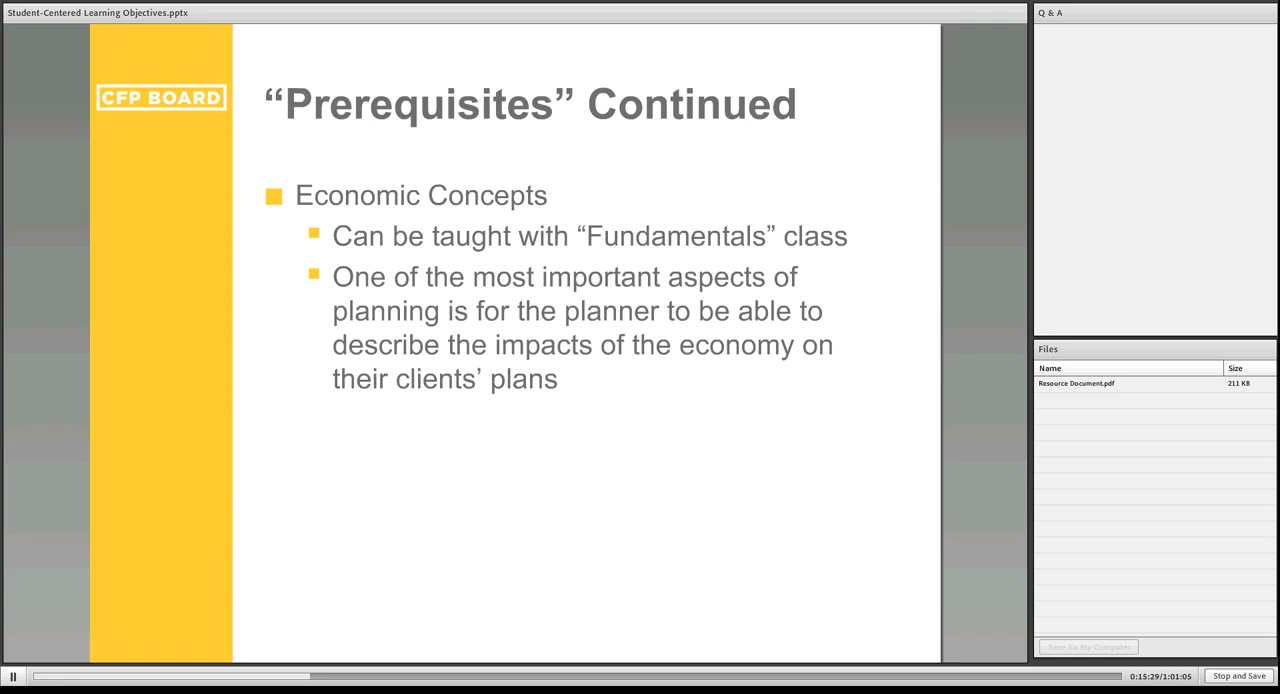 Student-Centered Learning Objectives.pptx
Q & A
CFP BOARD
“Prerequisites” Continued
Economic Concepts
Can be taught with “Fundamentals” class
One of the most important aspects of
planning is for the planner to be able to
describe the impacts of the economy on
their clients’ plans
Files
Name Size
Resource Document.pdf 211 KB
Save To My Computer
0:15:29/1:01:05 Stop and Save